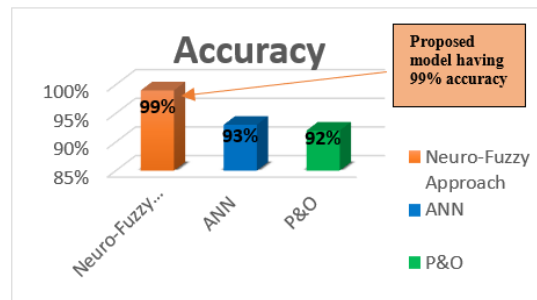 Accuracy
Proposed
model having
99% accuracy
100%
95%
90%
85%
99%
93%
92%
Neuro-Fuzzy...
ANN
P&O
Neuro-Fuzzy
Approach
ANN
P&O